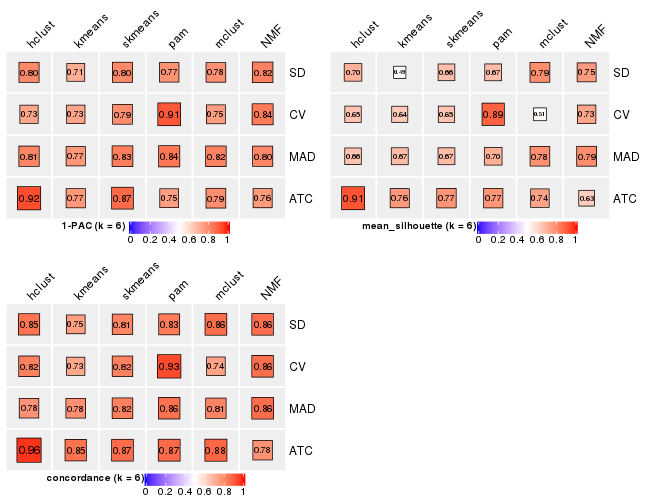 hclust kmeans skmeans pam mclust NMF
0.80 0.71 0.80 0.77 0.78 0.82 SD
0.73 0.73 0.79 0.91 0.75 0.84 CV
0.81 0.77 0.83 0.84 0.82 0.80 MAD
0.92 0.77 0.87 0.75 0.79 0.76 ATC
1-PAC (k = 6)
0 0.2 0.4 0.6 0.8 1
hclust kmeans skmeans pam mclust NMF
0.70 0.49 0.66 0.67 0.79 0.75 SD
0.65 0.64 0.65 0.89 0.51 0.73 CV
0.66 0.67 0.67 0.70 0.78 0.79 MAD
0.91 0.76 0.77 0.77 0.74 0.63 ATC
mean_silhouette (k = 6)
0 0.2 0.4 0.6 0.8 1
hclust kmeans skmeans pam mclust NMF
0.85 0.75 0.81 0.83 0.86 0.86 SD
0.82 0.73 0.82 0.93 0.74 0.86 CV
0.78 0.78 0.82 0.86 0.81 0.86 MAD
0.96 0.85 0.87 0.87 0.88 0.78 ATC
concordance (k = 6)
0 0.2 0.4 0.6 0.8 1